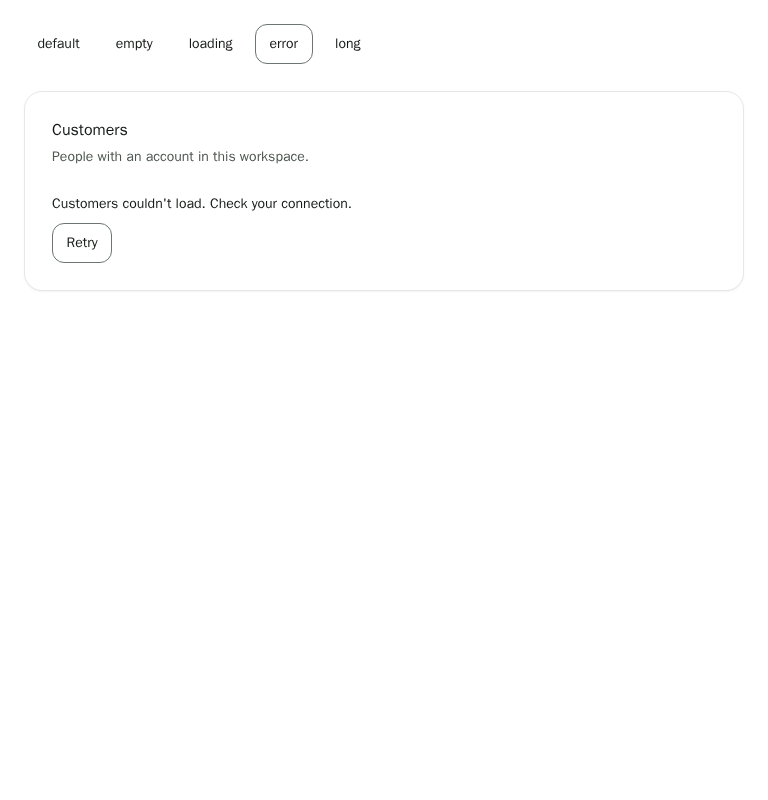 default empty loading error long
Customers
People with an account in this workspace.
Customers couldn't load. Check your connection.
Retry